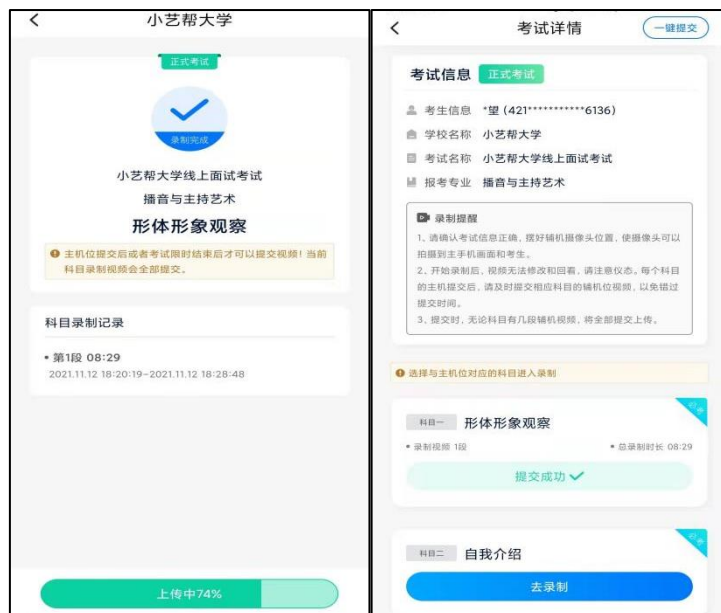 小艺帮大学
正式考试
录制完成
小艺帮大学线上面试考试
播音与主持艺术
形体形象观察
主机位提交后或者考试限时结束后才可以提交视频！当前
科目录制视频会全部提交。
科目录制记录
• 第1段 08:29
2021.11.12 18:20:19-2021.11.12 18:28:48
上传中74%
考试详情
一键提交
考试信息 正式考试
考生信息 *望 (421***********6136)
学校名称 小艺帮大学
考试名称 小艺帮大学线上面试考试
报考专业 播音与主持艺术
录制提醒
1、请确认考试信息正确，摆好辅机摄像头位置，使摄像头可以
拍摄到主手机画面和考生。
2、开始录制后，视频无法修改和回看，请注意仪态。每个科目
的主机提交后，请及时提交相应科目的辅机位视频，以免错过
提交时间。
3、提交时，无论科目有几段辅机视频，将全部提交上传。
选择与主机位对应的科目进入录制
科目一 形体形象观察
• 录制视频 1段
• 总录制时长 08:29
提交成功
科目二 自我介绍
去录制